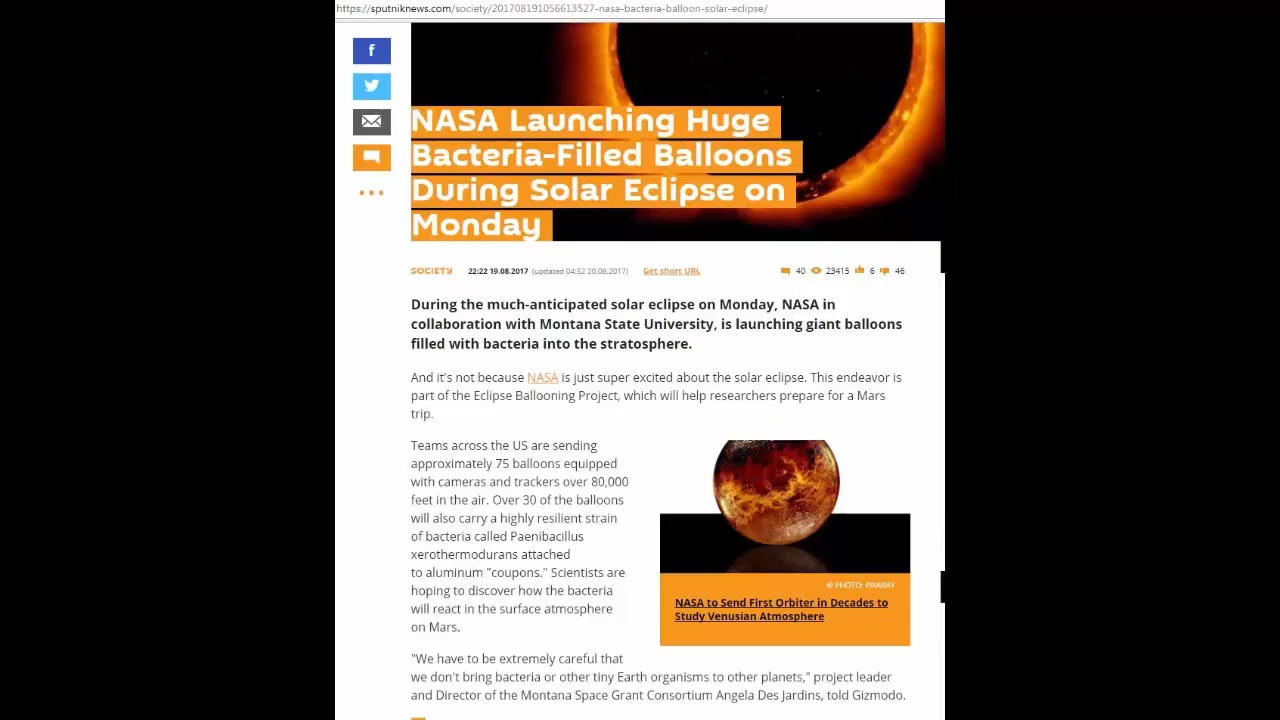 https://sputniknews.com/society/201708191056613527-nasa-bacteria-balloon-solar-eclipse/
f
NASA Launching Huge
Bacteria-Filled Balloons
During Solar Eclipse on
Monday
SOCIETY 22:22 19.08.2017 (updated 04:52 20.08.2017) Get short URL 40 23415 6 46
During the much-anticipated solar eclipse on Monday, NASA in
collaboration with Montana State University, is launching giant balloons
filled with bacteria into the stratosphere.
And it's not because NASA is just super excited about the solar eclipse. This endeavor is
part of the Eclipse Ballooning Project, which will help researchers prepare for a Mars
trip.
Teams across the US are sending
approximately 75 balloons equipped
with cameras and trackers over 80,000
feet in the air. Over 30 of the balloons
will also carry a highly resilient strain
of bacteria called Paenibacillus
xerothermodurans attached
to aluminum "coupons." Scientists are
hoping to discover how the bacteria
will react in the surface atmosphere
on Mars.
© PHOTO: PIXABAY
NASA to Send First Orbiter in Decades to
Study Venusian Atmosphere
"We have to be extremely careful that
we don't bring bacteria or other tiny Earth organisms to other planets," project leader
and Director of the Montana Space Grant Consortium Angela Des Jardins, told Gizmodo.